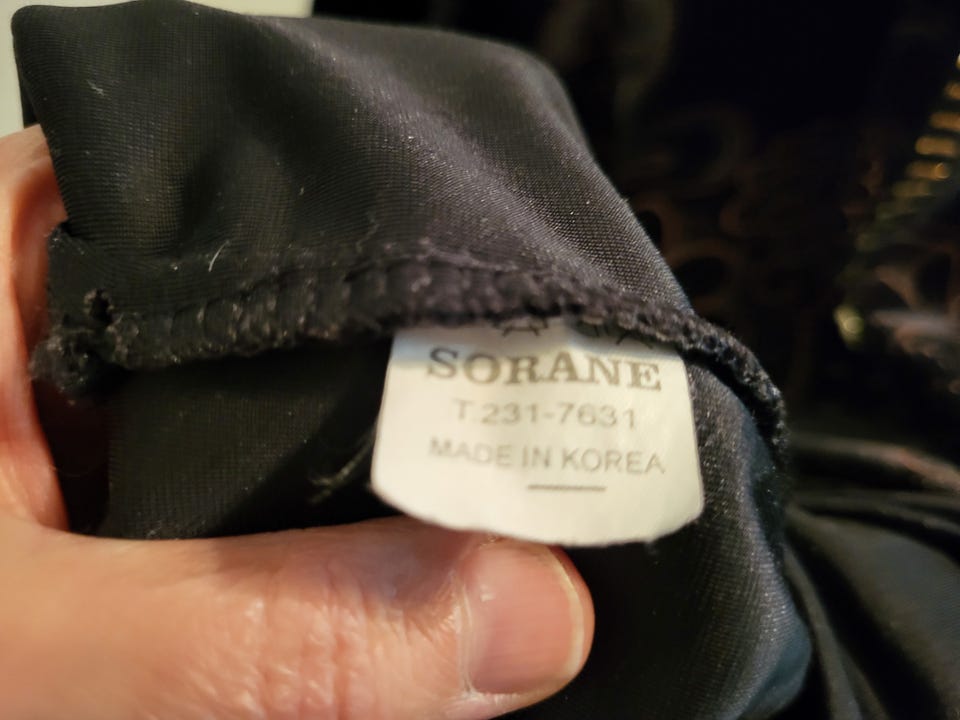 SORANE
T.231-7631
MADE IN KOREA